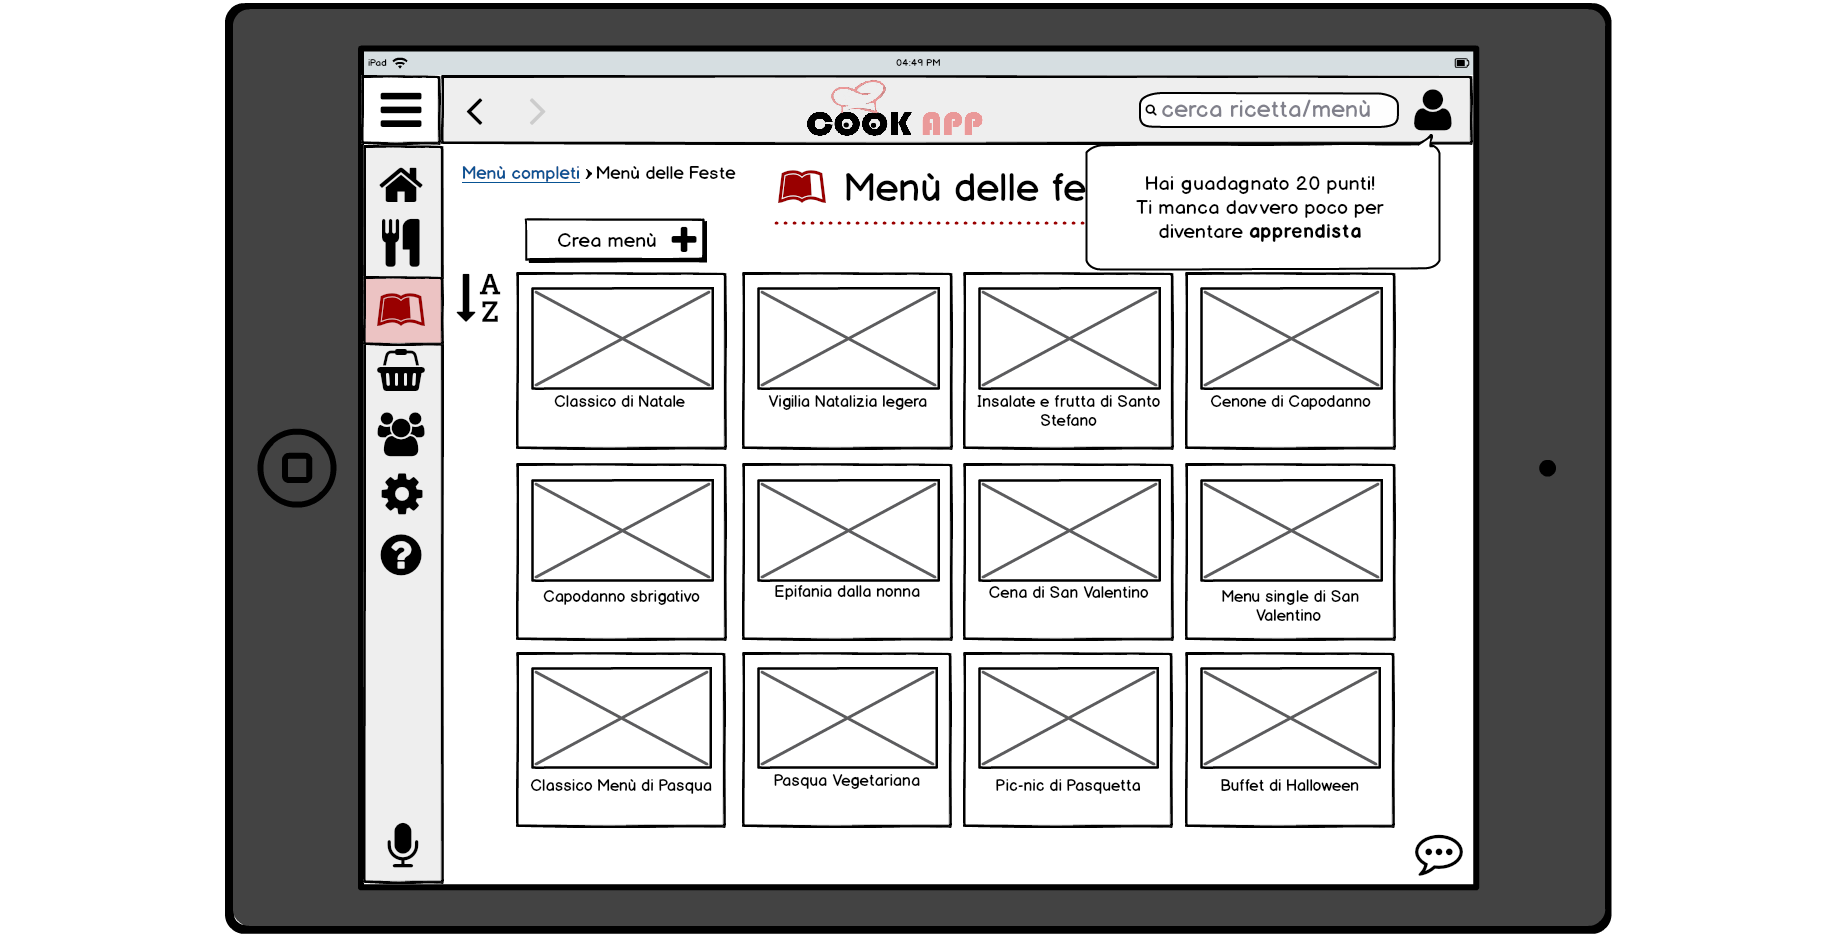 iPad
04:49 PM
COOK APP
cerca ricetta/menù
Menù completi > Menù delle Feste
Menù delle fe
Hai guadagnato 20 punti!
Ti manca davvero poco per
diventare apprendista
Crea menù
A
Z
Classico di Natale
Vigilia Natalizia legera
Insalate e frutta di Santo
Stefano
Cenone di Capodanno
Capodanno sbrigativo
Epifania dalla nonna
Cena di San Valentino
Menu single di San
Valentino
Classico Menù di Pasqua
Pasqua Vegetariana
Pic-nic di Pasquetta
Buffet di Halloween